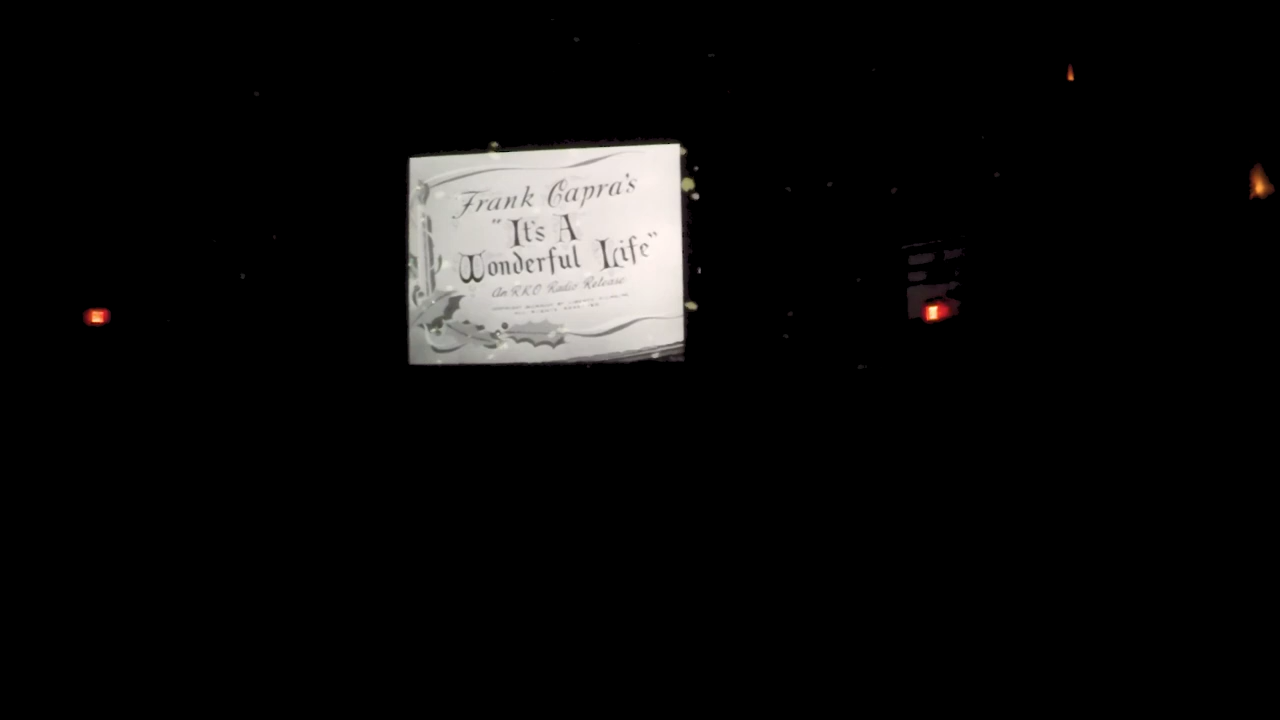 Frank Capra's
"It's A
Wonderful Life"
An RKO Radio Release